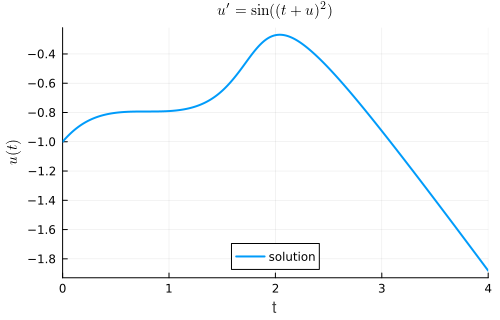 u′ = sin((t + u)²)
u(t)
−0.4
−0.6
−0.8
−1.0
−1.2
−1.4
−1.6
−1.8
solution
0 1 2 3 4
t